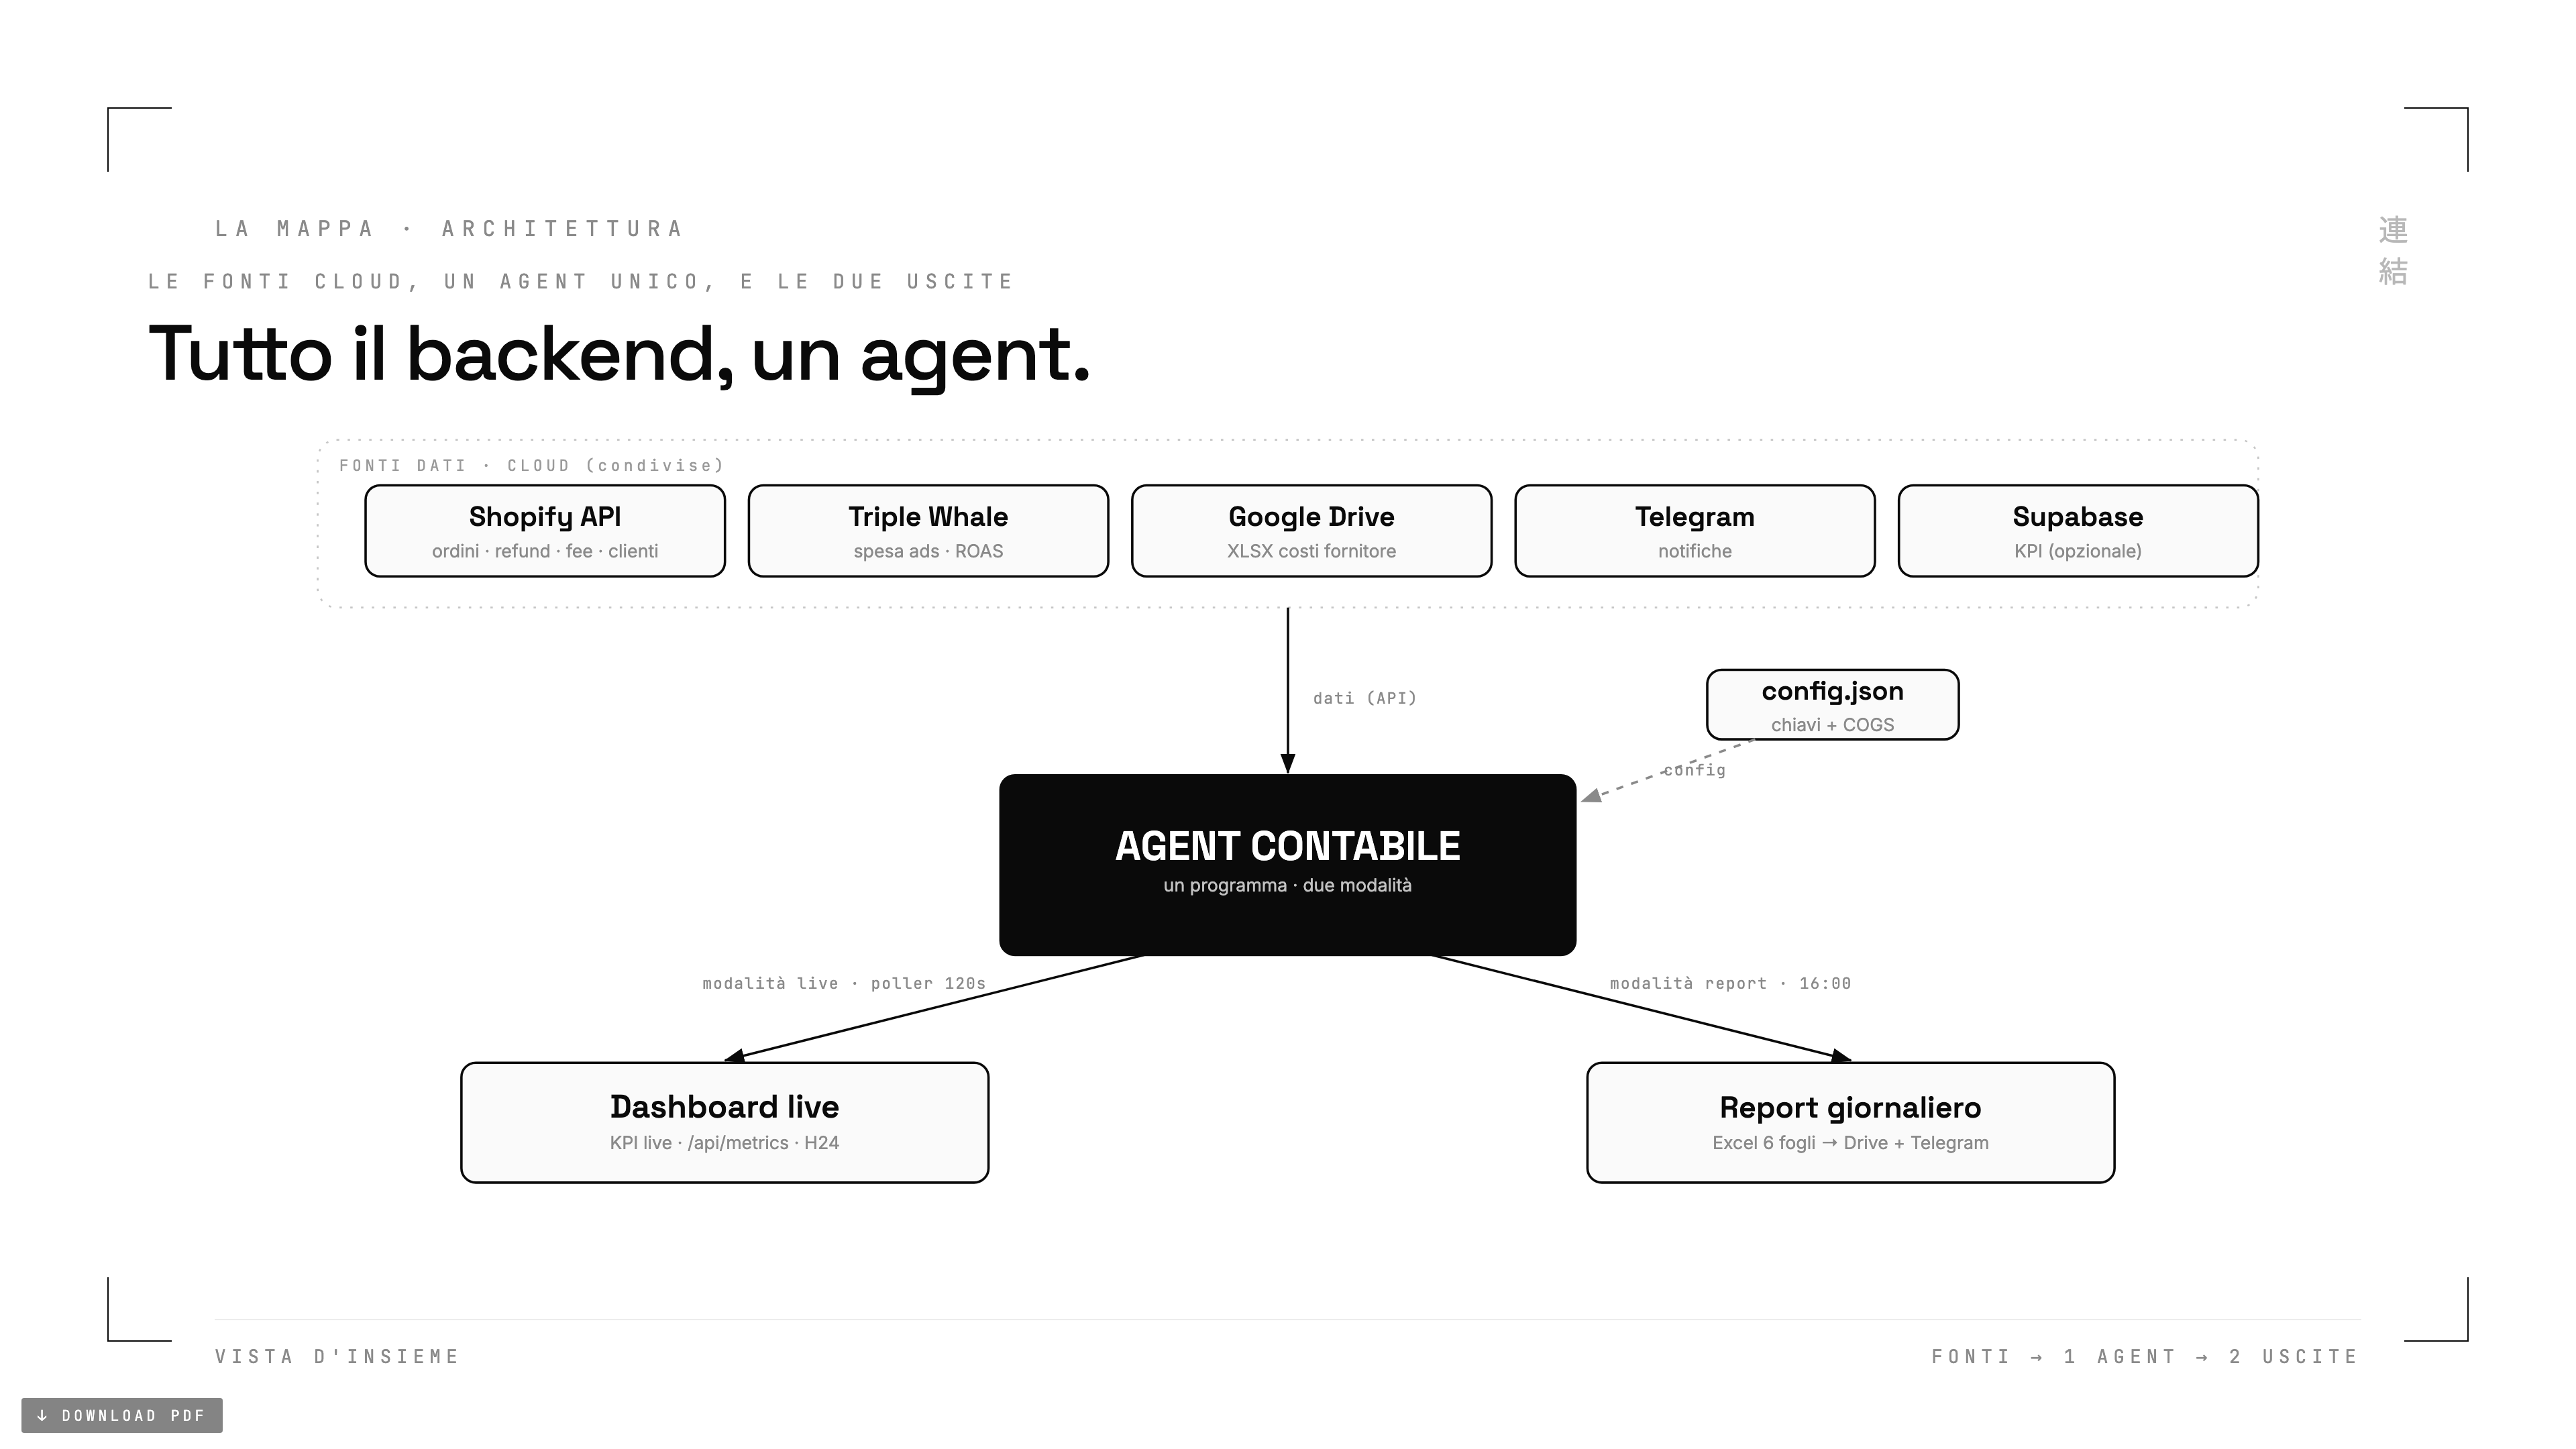 LA MAPPA · ARCHITETTURA
連結
LE FONTI CLOUD, UN AGENT UNICO, E LE DUE USCITE
Tutto il backend, un agent.
FONTI DATI · CLOUD (condivise)
Shopify API
ordini · refund · fee · clienti
Triple Whale
spesa ads · ROAS
Google Drive
XLSX costi fornitore
Telegram
notifiche
Supabase
KPI (opzionale)
dati (API)
config.json
chiavi + COGS
config
AGENT CONTABILE
un programma · due modalità
modalità live · poller 120s
modalità report · 16:00
Dashboard live
KPI live · /api/metrics · H24
Report giornaliero
Excel 6 fogli → Drive + Telegram
VISTA D'INSIEME
FONTI → 1 AGENT → 2 USCITE
↓ DOWNLOAD PDF